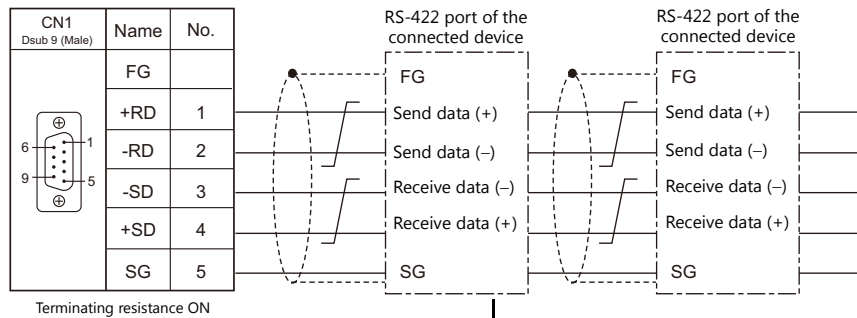 CN1
Dsub 9 (Male)
Name
No.
FG
+RD
1
-RD
2
-SD
3
+SD
4
SG
5
6
1
9
5
Terminating resistance ON
RS-422 port of the
connected device
FG
Send data (+)
Send data (−)
Receive data (−)
Receive data (+)
SG
RS-422 port of the
connected device
FG
Send data (+)
Send data (−)
Receive data (−)
Receive data (+)
SG